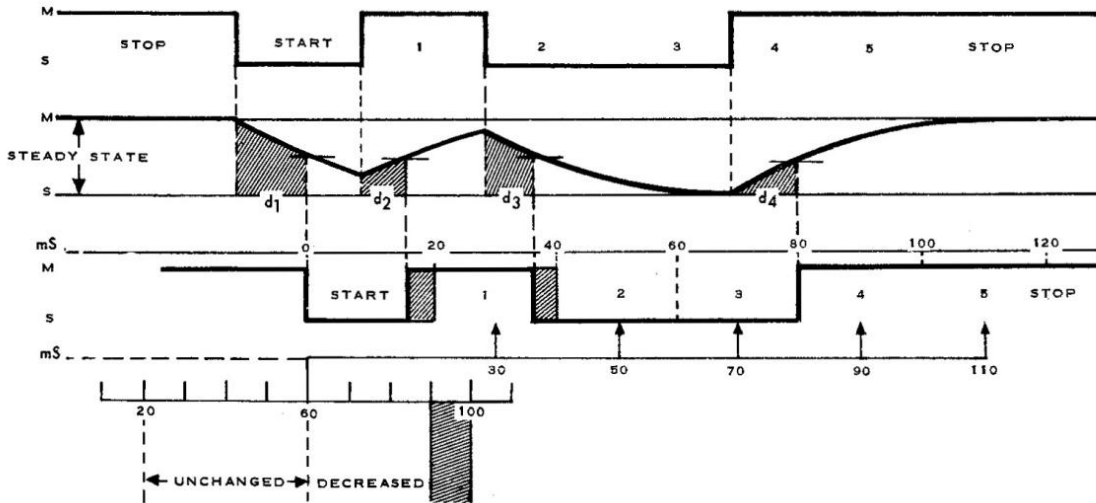 M
STOP START 1 2 3 4 5 STOP
S
M
STEADY STATE
S
d1 d2 d3 d4
mS 0 20 40 60 80 100 120
M
START 1 2 3 4 5 STOP
S
mS
30 50 70 90 110
20 60 100
UNCHANGED DECREASED